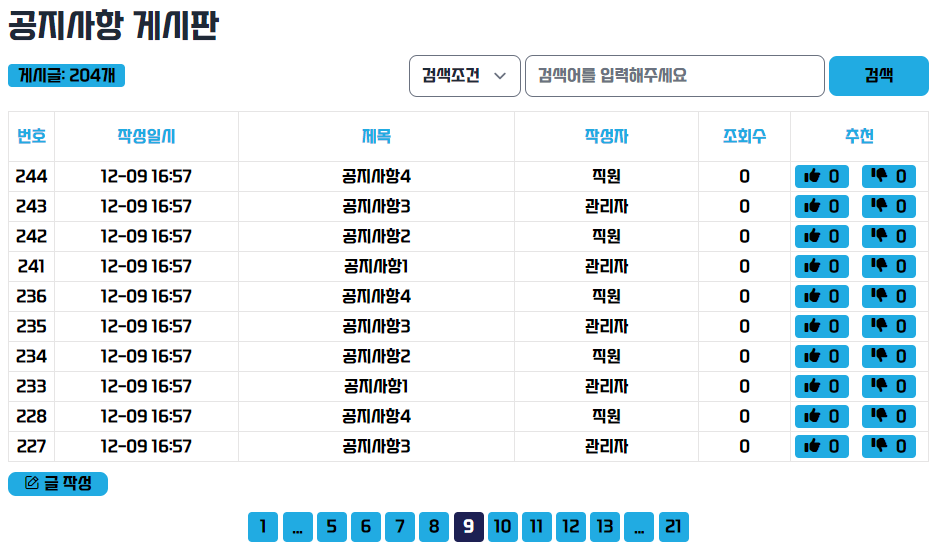 공지사항 게시판
게시글: 204개
검색조건 검색어를 입력해주세요 검색
번호 작성일시 제목 작성자 조회수 추천
244 12-09 16:57 공지사항4 직원 0 0 0
243 12-09 16:57 공지사항3 관리자 0 0 0
242 12-09 16:57 공지사항2 직원 0 0 0
241 12-09 16:57 공지사항1 관리자 0 0 0
236 12-09 16:57 공지사항4 직원 0 0 0
235 12-09 16:57 공지사항3 관리자 0 0 0
234 12-09 16:57 공지사항2 직원 0 0 0
233 12-09 16:57 공지사항1 관리자 0 0 0
228 12-09 16:57 공지사항4 직원 0 0 0
227 12-09 16:57 공지사항3 관리자 0 0 0
글 작성
1 ... 5 6 7 8 9 10 11 12 13 ... 21